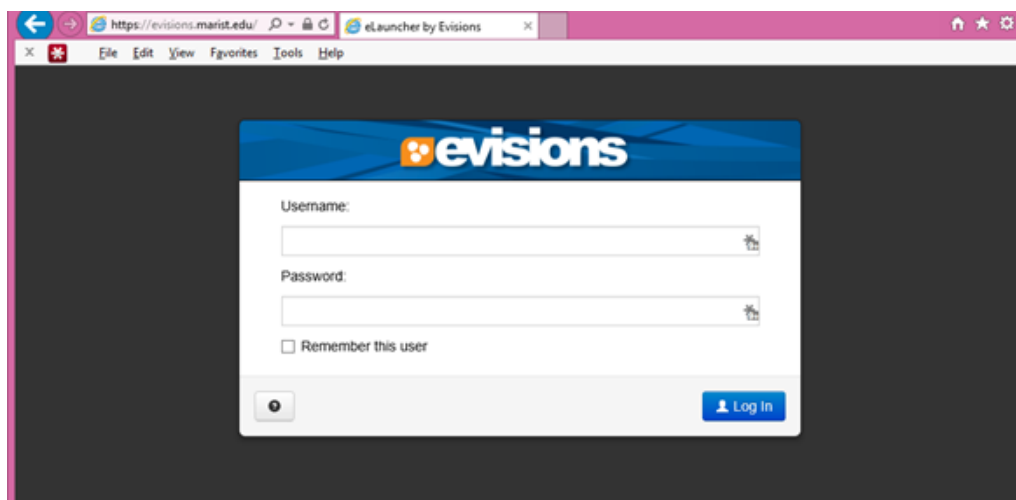 https://evisions.marist.edu/ eLauncher by Evisions
File Edit View Favorites Tools Help
evisions
Username:
Password:
Remember this user
Log In